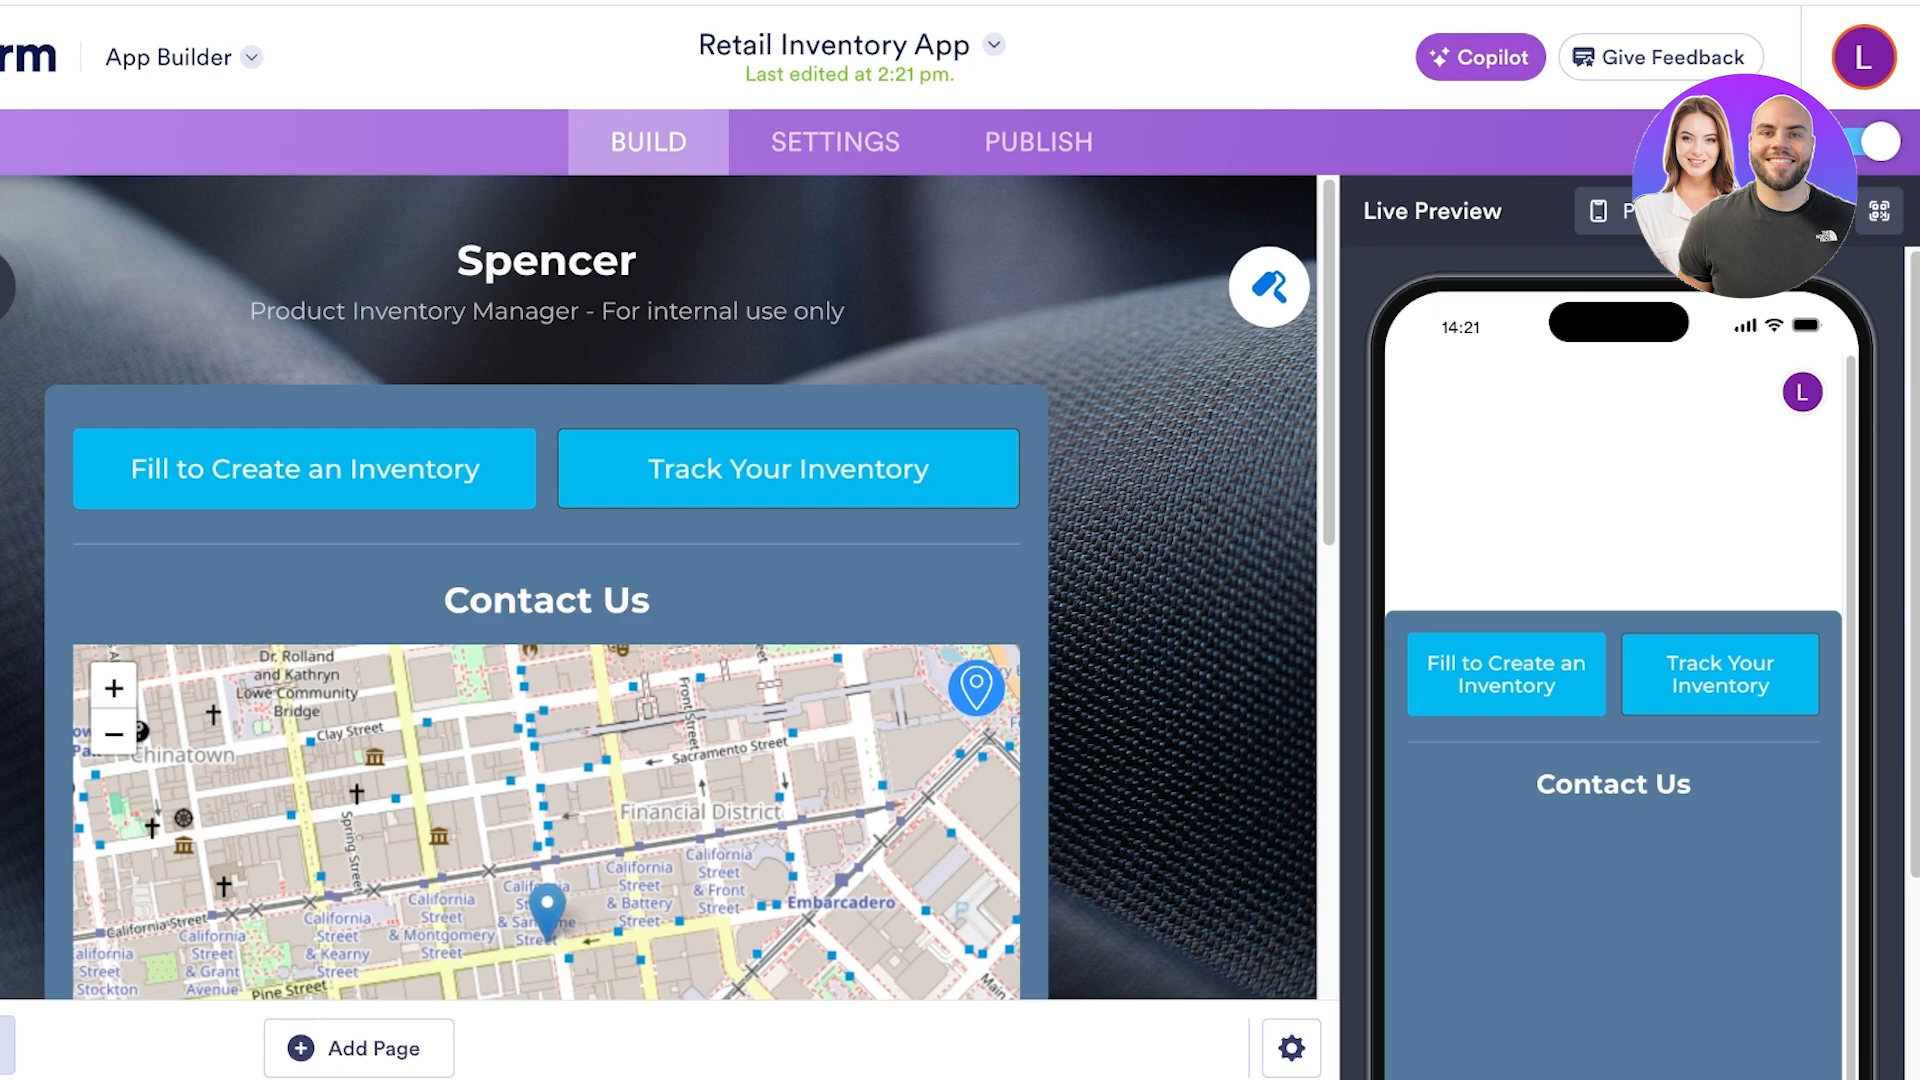 rm
App Builder
Retail Inventory App
Last edited at 2:21 pm.
Copilot
Give Feedback
L
BUILD
SETTINGS
PUBLISH
Spencer
Product Inventory Manager - For internal use only
Fill to Create an Inventory
Track Your Inventory
Contact Us
+
−
Dr. Rolland
and Kathryn
Lowe Community
Bridge
Chinatown
Clay Street
Front Street
Sacramento Street
Financial District
Spring Street
California Street
California
Street
& Grant
Avenue
California
Street
& Kearny
Street
California
Street
& Montgomery
Street
California
Street
& Battery
Street
California
Street
& Front
Street
Embarcadero
Street
Stockton
Pine Street
Main
Add Page
Live Preview
P
THE NORTH FACE
14:21
L
Fill to Create an
Inventory
Track Your
Inventory
Contact Us